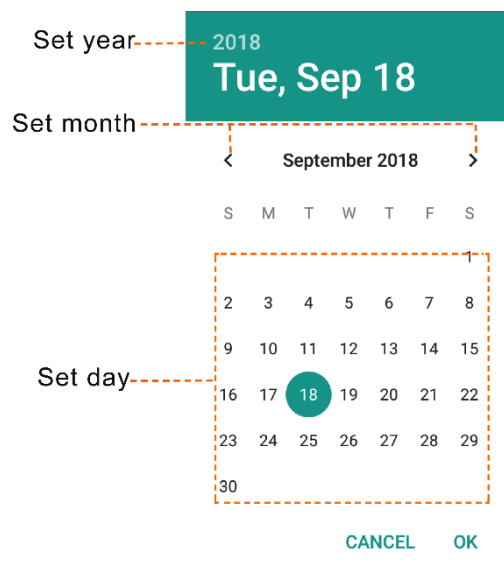 Set year
2018
Tue, Sep 18
Set month
September 2018
S M T W T F S
1
2 3 4 5 6 7 8
9 10 11 12 13 14 15
Set day
16 17 18 19 20 21 22
23 24 25 26 27 28 29
30
CANCEL OK